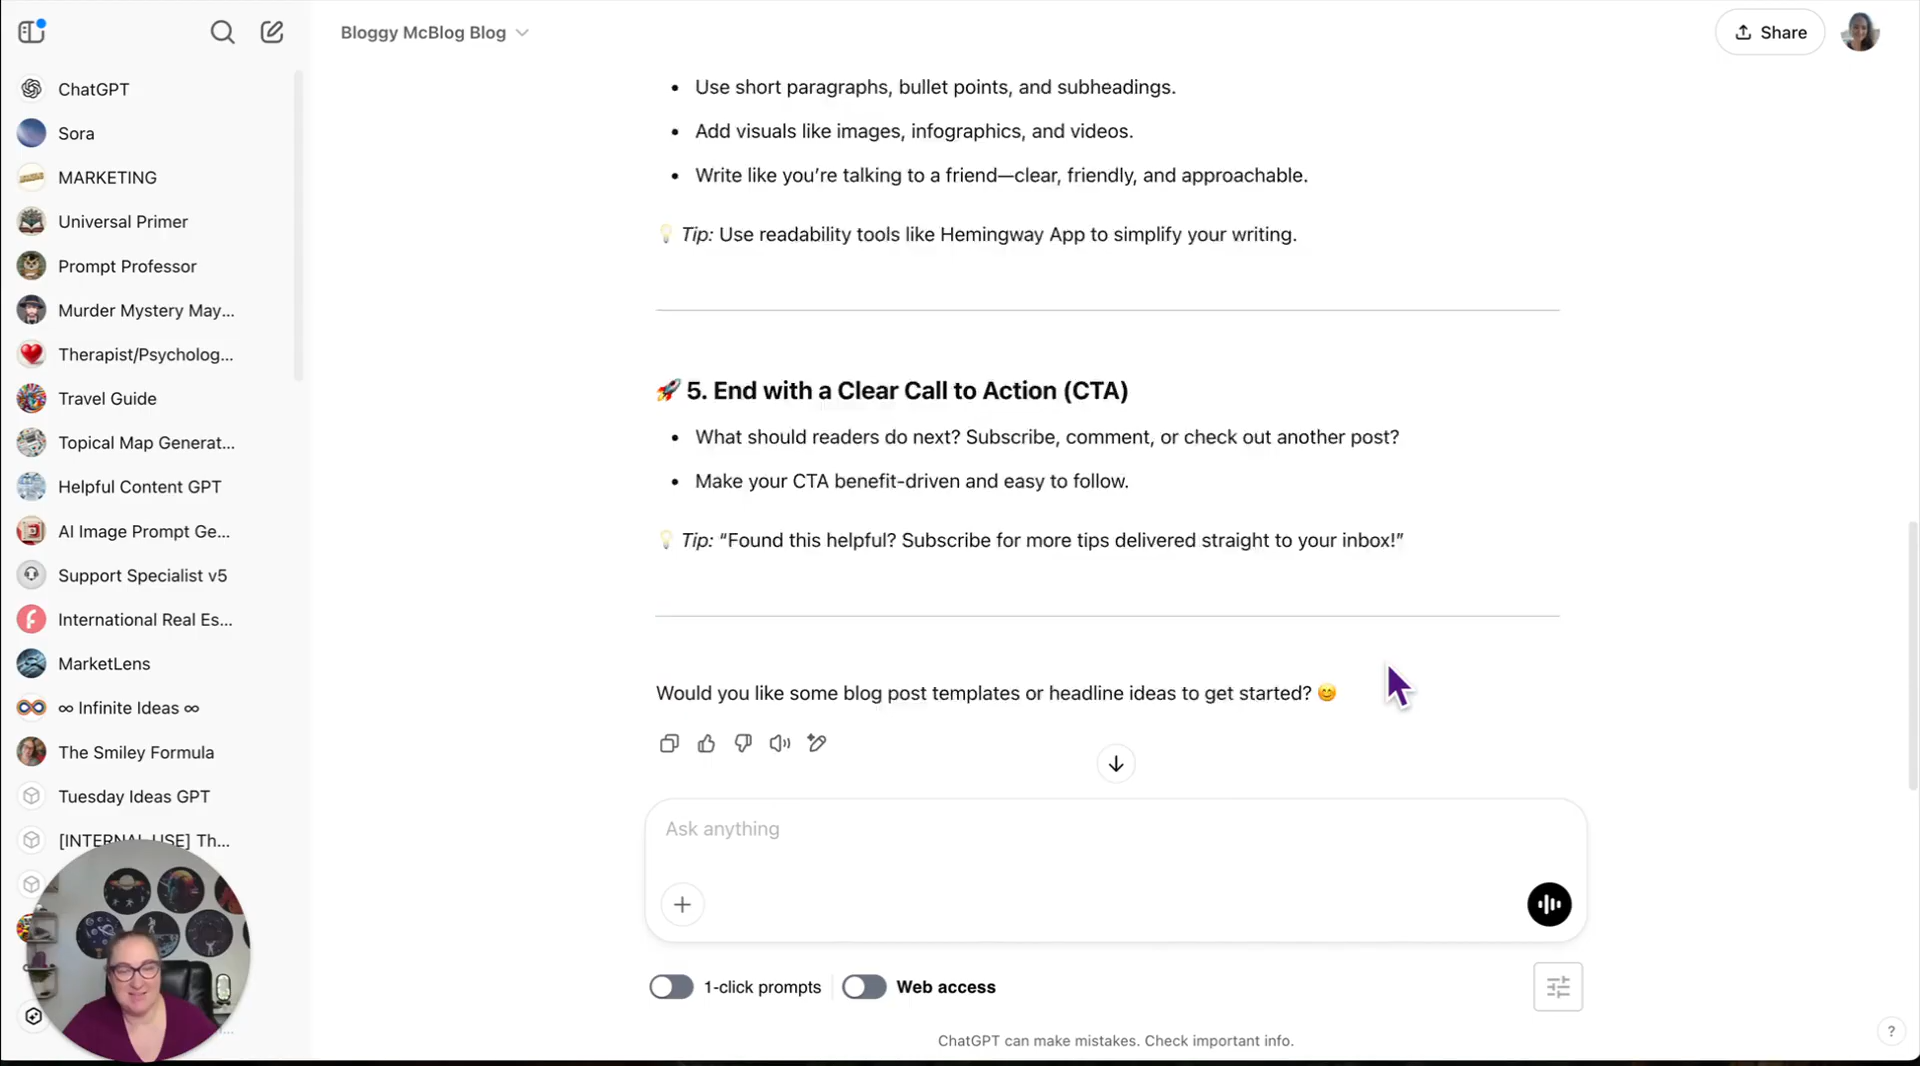 Bloggy McBlog Blog
Share
ChatGPT
Sora
MARKETING
Universal Primer
Prompt Professor
Murder Mystery May...
Therapist/Psycholog...
Travel Guide
Topical Map Generat...
Helpful Content GPT
AI Image Prompt Ge...
Support Specialist v5
International Real Es...
MarketLens
∞ Infinite Ideas ∞
The Smiley Formula
Tuesday Ideas GPT
[INTERNAL USE] Th...
• Use short paragraphs, bullet points, and subheadings.
• Add visuals like images, infographics, and videos.
• Write like you’re talking to a friend—clear, friendly, and approachable.
💡 Tip: Use readability tools like Hemingway App to simplify your writing.
🚀 5. End with a Clear Call to Action (CTA)
• What should readers do next? Subscribe, comment, or check out another post?
• Make your CTA benefit-driven and easy to follow.
💡 Tip: “Found this helpful? Subscribe for more tips delivered straight to your inbox!”
Would you like some blog post templates or headline ideas to get started? 😊
Ask anything
1-click prompts
Web access
ChatGPT can make mistakes. Check important info.
?